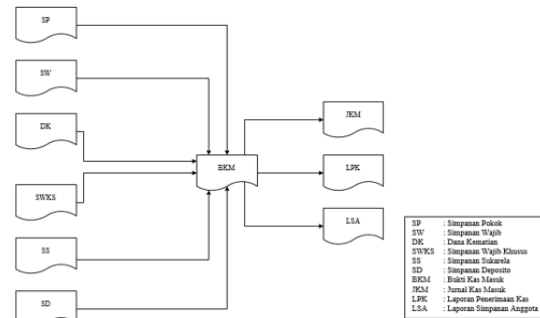 SP
SW
DK
SWKS
SS
SD
BKM
JKM
LPK
LSA
SP : Simpanan Pokok
SW : Simpanan Wajib
DK : Dana Kematian
SWKS : Simpanan Wajib Khusus
SS : Simpanan Sukarela
SD : Simpanan Deposito
BKM : Bukti Kas Masuk
JKM : Jurnal Kas Masuk
LPK : Laporan Penerimaan Kas
LSA : Laporan Simpanan Anggota